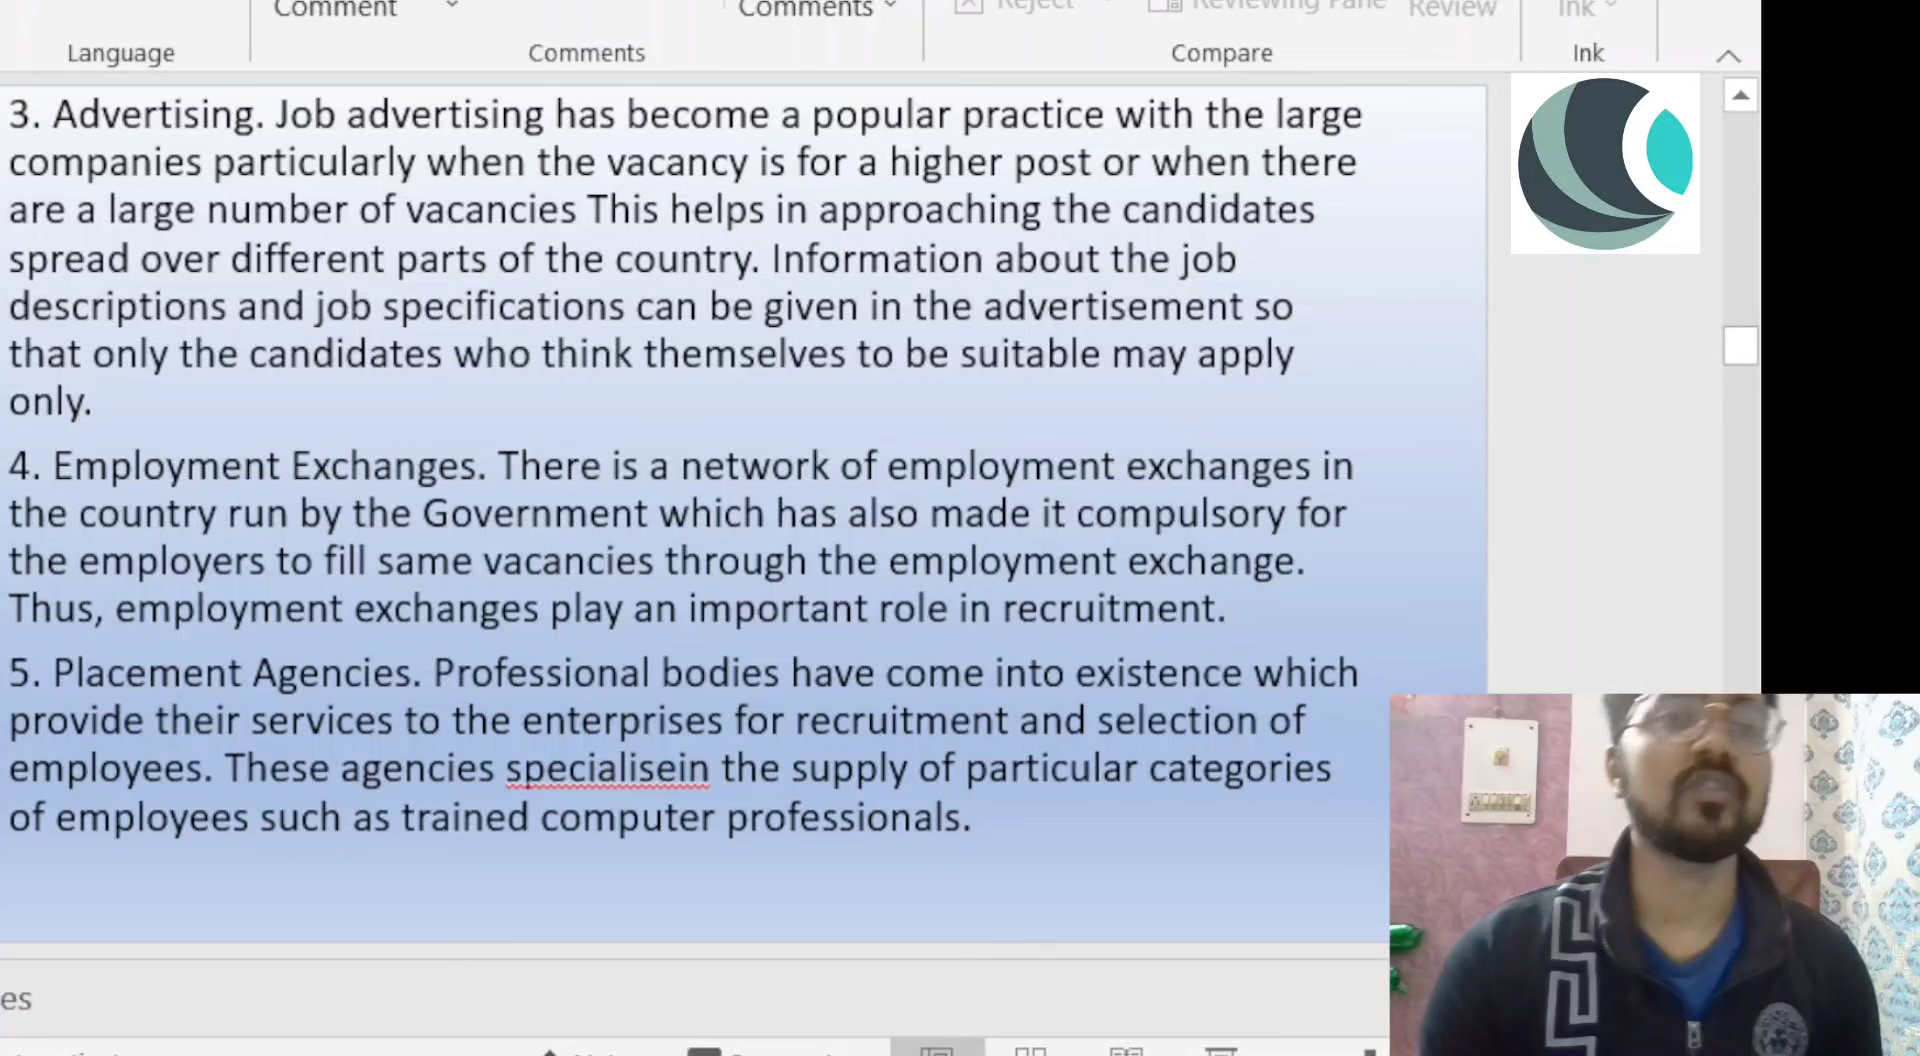 Comment
Comments
Reject
Reviewing Pane
Review
Ink
Language
Comments
Compare
Ink
3. Advertising. Job advertising has become a popular practice with the large
companies particularly when the vacancy is for a higher post or when there
are a large number of vacancies This helps in approaching the candidates
spread over different parts of the country. Information about the job
descriptions and job specifications can be given in the advertisement so
that only the candidates who think themselves to be suitable may apply
only.
4. Employment Exchanges. There is a network of employment exchanges in
the country run by the Government which has also made it compulsory for
the employers to fill same vacancies through the employment exchange.
Thus, employment exchanges play an important role in recruitment.
5. Placement Agencies. Professional bodies have come into existence which
provide their services to the enterprises for recruitment and selection of
employees. These agencies specialisein the supply of particular categories
of employees such as trained computer professionals.
es